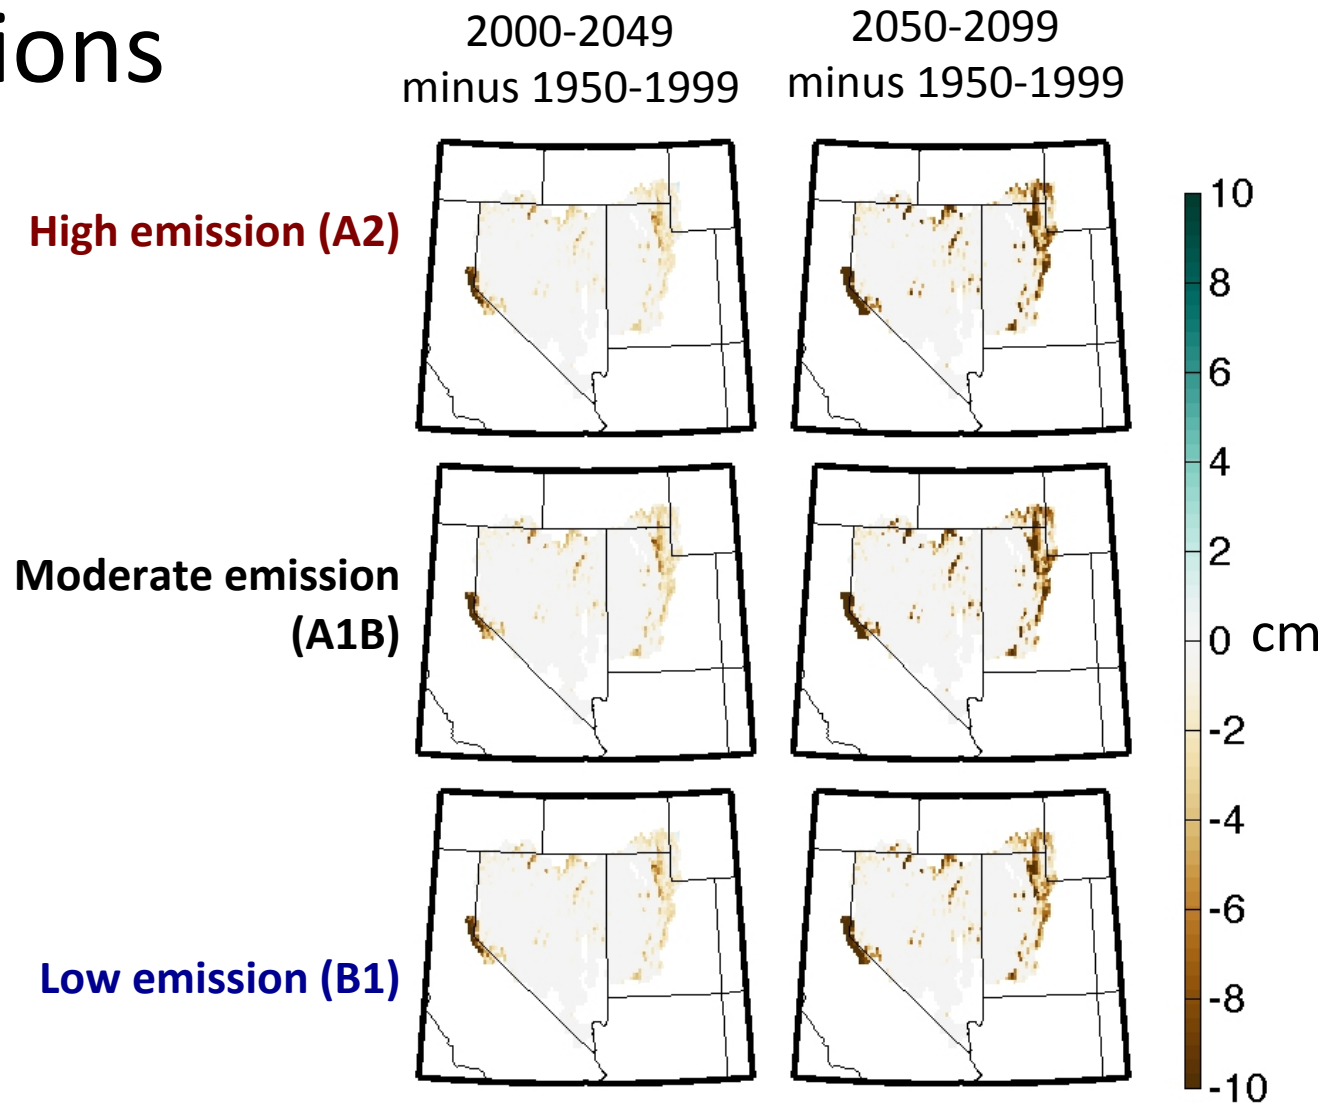 ions
2000-2049
minus 1950-1999
2050-2099
minus 1950-1999
High emission (A2)
Moderate emission
(A1B)
Low emission (B1)
10
8
6
4
2
0 cm
-2
-4
-6
-8
-10